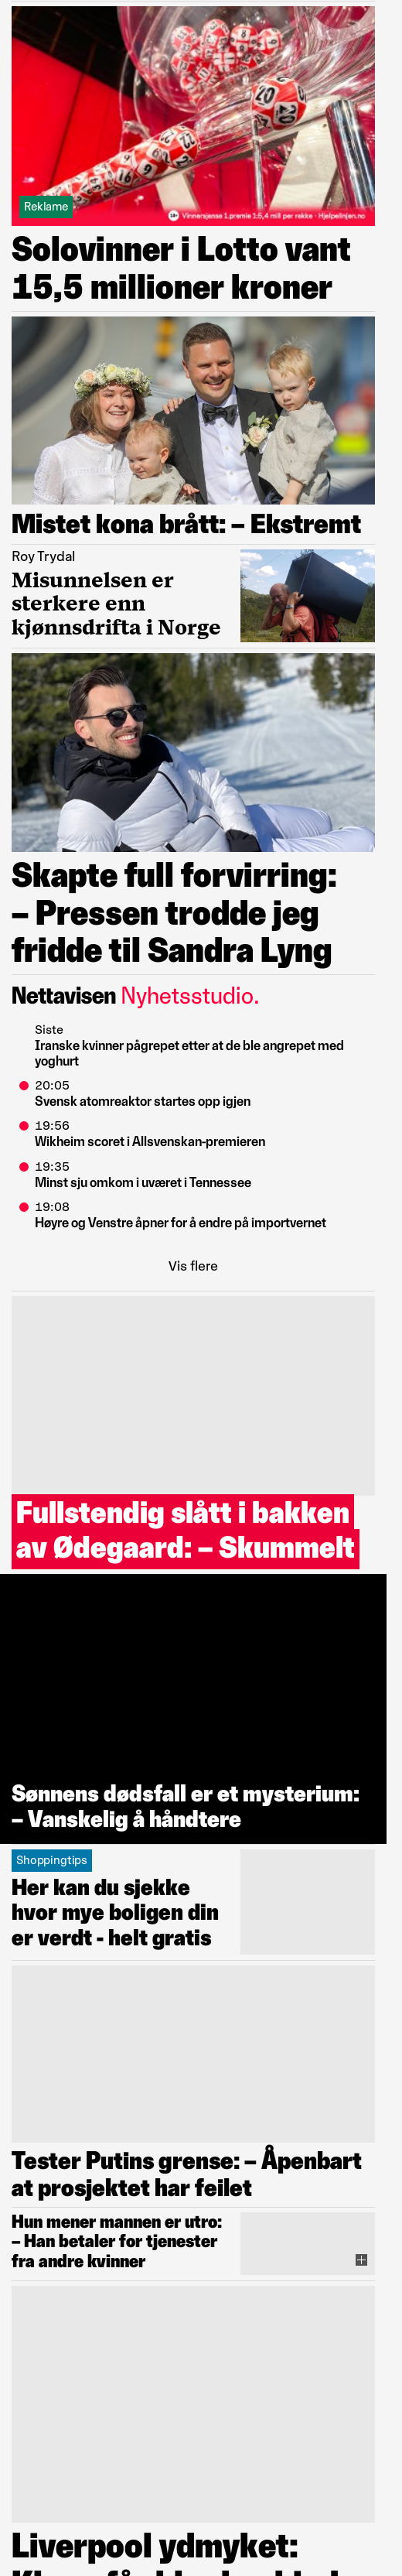 Reklame
18+ Vinnersjanse 1.premie 1:5,4 mill per rekke - Hjelpelinjen.no
Solovinner i Lotto vant
15,5 millioner kroner
Mistet kona brått: – Ekstremt
Roy Trydal
Misunnelsen er
sterkere enn
kjønnsdrifta i Norge
Skapte full forvirring:
– Pressen trodde jeg
fridde til Sandra Lyng
Nettavisen Nyhetsstudio.
Siste
Iranske kvinner pågrepet etter at de ble angrepet med
yoghurt
20:05
Svensk atomreaktor startes opp igjen
19:56
Wikheim scoret i Allsvenskan-premieren
19:35
Minst sju omkom i uværet i Tennessee
19:08
Høyre og Venstre åpner for å endre på importvernet
Vis flere
Fullstendig slått i bakken
av Ødegaard: – Skummelt
Sønnens dødsfall er et mysterium:
– Vanskelig å håndtere
Shoppingtips
Her kan du sjekke
hvor mye boligen din
er verdt - helt gratis
Tester Putins grense: – Åpenbart
at prosjektet har feilet
Hun mener mannen er utro:
– Han betaler for tjenester
fra andre kvinner
Liverpool ydmyket: